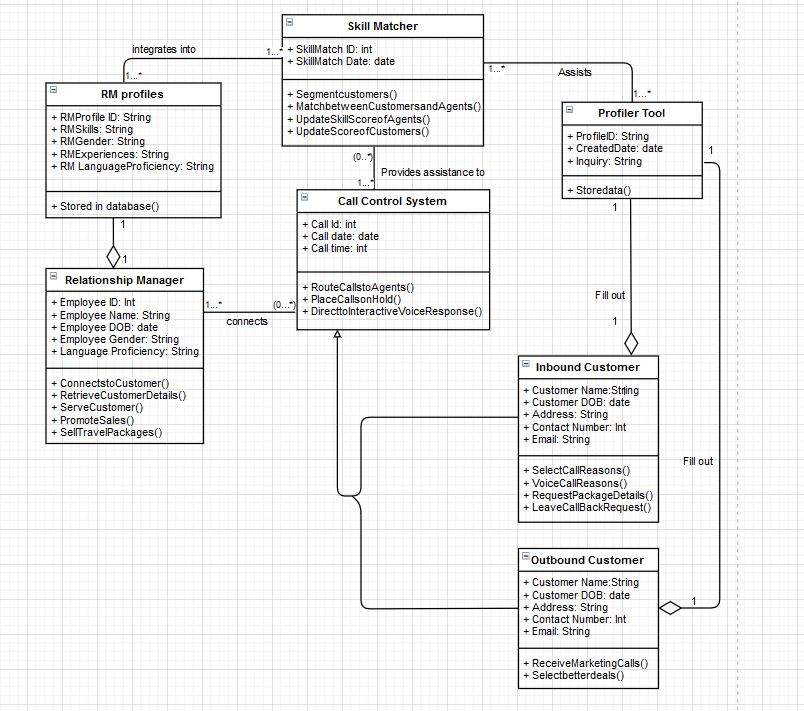 Skill Matcher
+ SkillMatch ID: int
+ SkillMatch Date: date
+ Segmentcustomers()
+ MatchbetweenCustomersandAgents()
+ UpdateSkillScoreofAgents()
+ UpdateScoreofCustomers()
integrates into
1...*
1...*
1...*
Assists
1...*
RM profiles
+ RMProfile ID: String
+ RMSkills: String
+ RMGender: String
+ RMExperiences: String
+ RM LanguageProficiency: String
+ Stored in database()
Profiler Tool
+ ProfileID: String
+ CreatedDate: date
+ Inquiry: String
+ Storedata()
1
1
(0..*)
Provides assistance to
1...*
Call Control System
+ Call Id: int
+ Call date: date
+ Call time: int
+ RouteCallstoAgents()
+ PlaceCallsonHold()
+ DirecttoInteractiveVoiceResponse()
1
1
Relationship Manager
+ Employee ID: Int
+ Employee Name: String
+ Employee DOB: date
+ Employee Gender: String
+ Language Proficiency: String
+ ConnectstoCustomer()
+ RetrieveCustomerDetails()
+ ServeCustomer()
+ PromoteSales()
+ SellTravelPackages()
1...*
(0...*)
connects
Fill out
1
Inbound Customer
+ Customer Name:String
+ Customer DOB: date
+ Address: String
+ Contact Number: Int
+ Email: String
+ SelectCallReasons()
+ VoiceCallReasons()
+ RequestPackageDetails()
+ LeaveCallBackRequest()
Fill out
Outbound Customer
+ Customer Name:String
+ Customer DOB: date
+ Address: String
+ Contact Number: Int
+ Email: String
+ ReceiveMarketingCalls()
+ Selectbetterdeals()
1